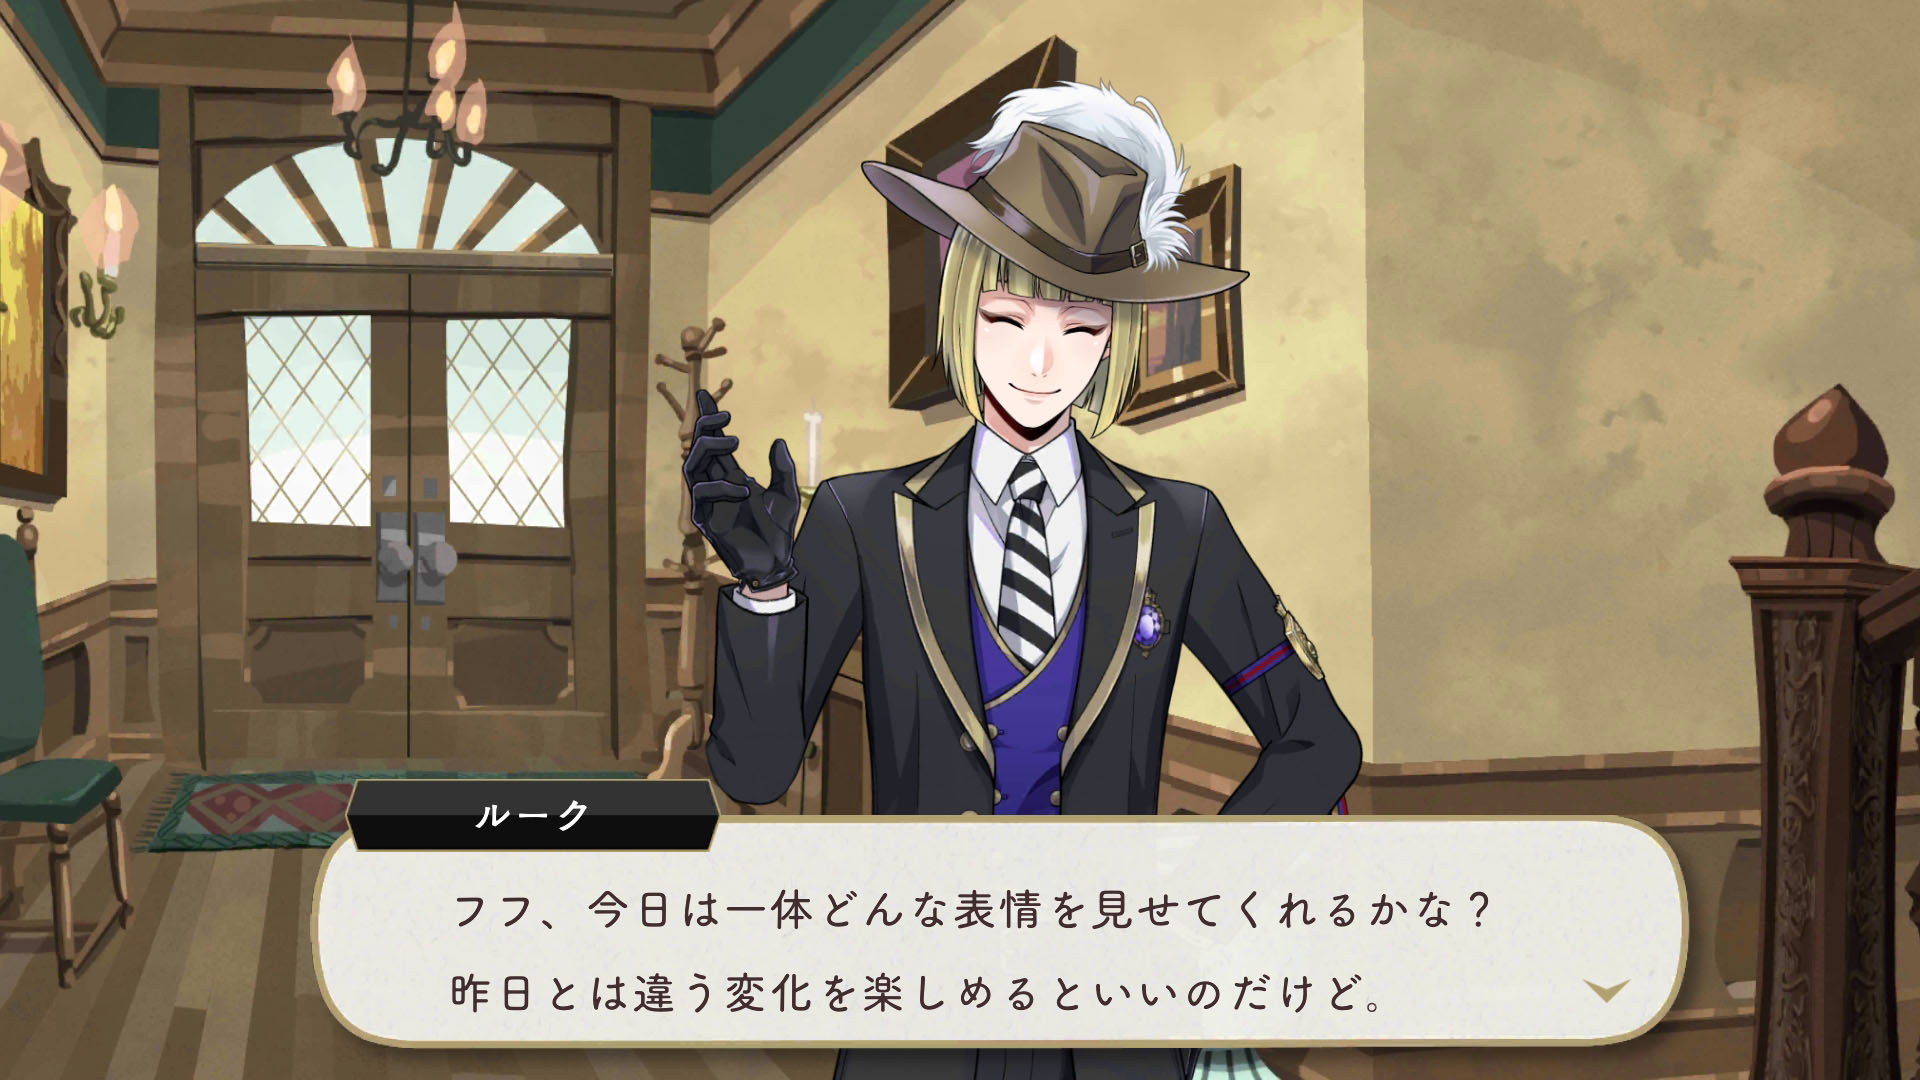 ルーク
フフ、今日は一体どんな表情を見せてくれるかな？
昨日とは違う変化を楽しめるといいのだけど。